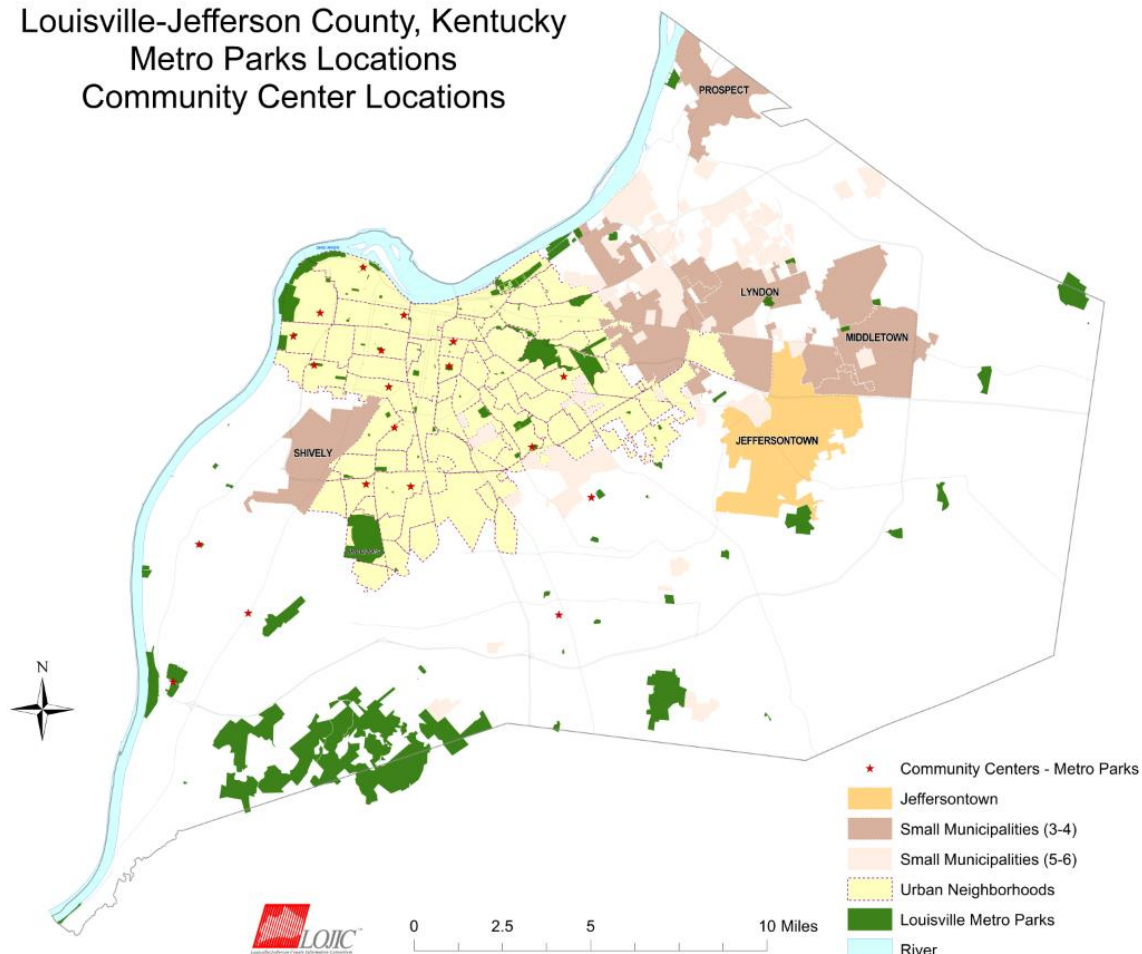 Louisville-Jefferson County, Kentucky
Metro Parks Locations
Community Center Locations
PROSPECT
LYNDON
MIDDLETOWN
JEFFERSONTOWN
SHIVELY
N
Community Centers - Metro Parks
Jeffersontown
Small Municipalities (3-4)
Small Municipalities (5-6)
Urban Neighborhoods
Louisville Metro Parks
River
LOJIC
0 2.5 5 10 Miles